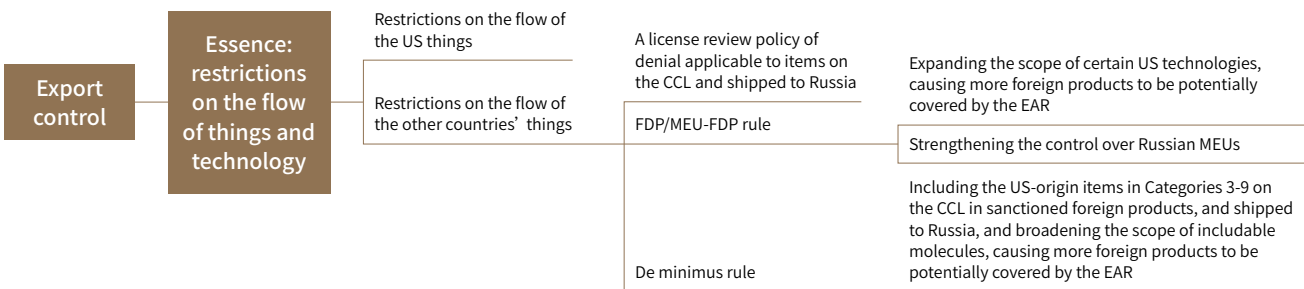 Export
control
Essence:
restrictions
on the flow
of things and
technology
Restrictions on the flow of
the US things
Restrictions on the flow of
the other countries’ things
A license review policy of
denial applicable to items on
the CCL and shipped to Russia
FDP/MEU-FDP rule
De minimus rule
Expanding the scope of certain US technologies,
causing more foreign products to be potentially
covered by the EAR
Strengthening the control over Russian MEUs
Including the US-origin items in Categories 3-9 on
the CCL in sanctioned foreign products, and shipped
to Russia, and broadening the scope of includable
molecules, causing more foreign products to be
potentially covered by the EAR